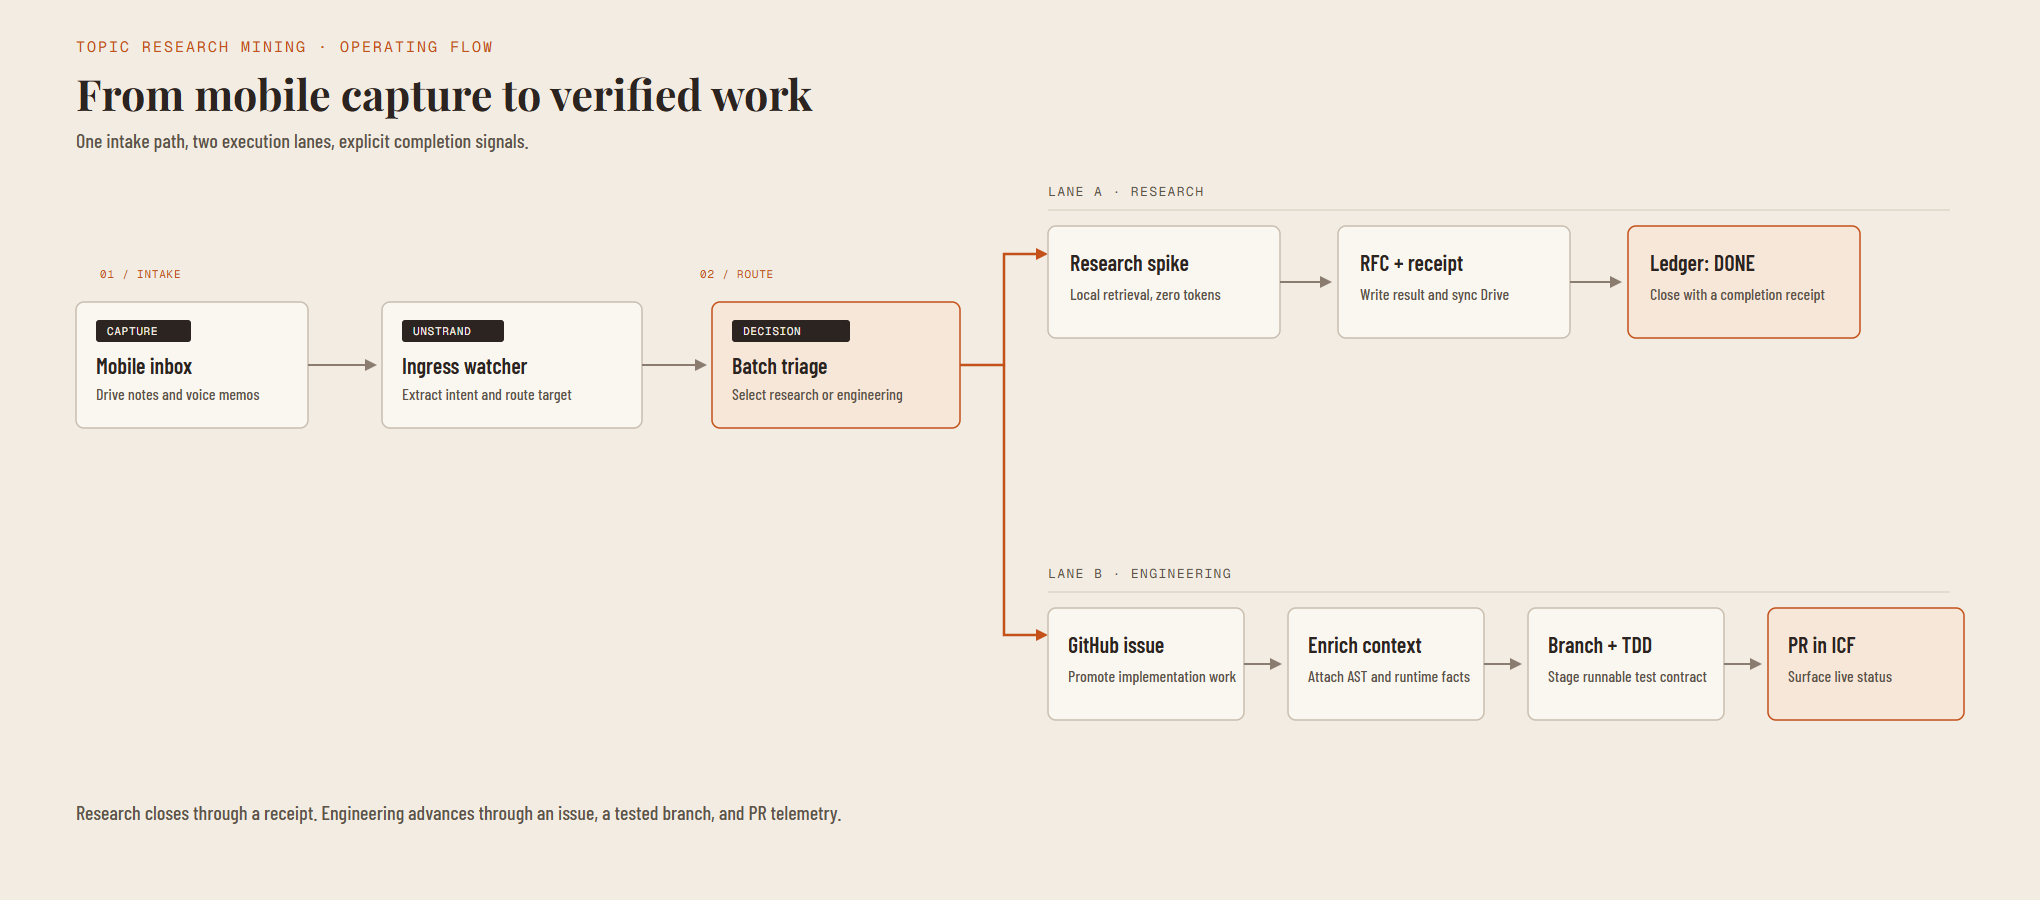 TOPIC RESEARCH MINING · OPERATING FLOW
From mobile capture to verified work
One intake path, two execution lanes, explicit completion signals.
01 / INTAKE
CAPTURE
Mobile inbox
Drive notes and voice memos
UNSTRAND
Ingress watcher
Extract intent and route target
02 / ROUTE
DECISION
Batch triage
Select research or engineering
LANE A · RESEARCH
Research spike
Local retrieval, zero tokens
RFC + receipt
Write result and sync Drive
Ledger: DONE
Close with a completion receipt
LANE B · ENGINEERING
GitHub issue
Promote implementation work
Enrich context
Attach AST and runtime facts
Branch + TDD
Stage runnable test contract
PR in ICF
Surface live status
Research closes through a receipt. Engineering advances through an issue, a tested branch, and PR telemetry.